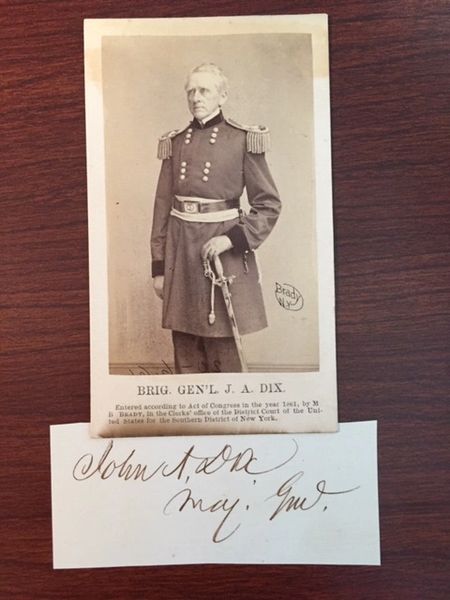 Brady
N.Y.
BRIG. GEN'L. J. A. DIX.
Entered according to Act of Congress in the year 1861, by M
B BRADY, in the Clerks' office of the District Court of the Uni-
ted States for the Southern District of New York.
John A. Dix
Maj. Genl.